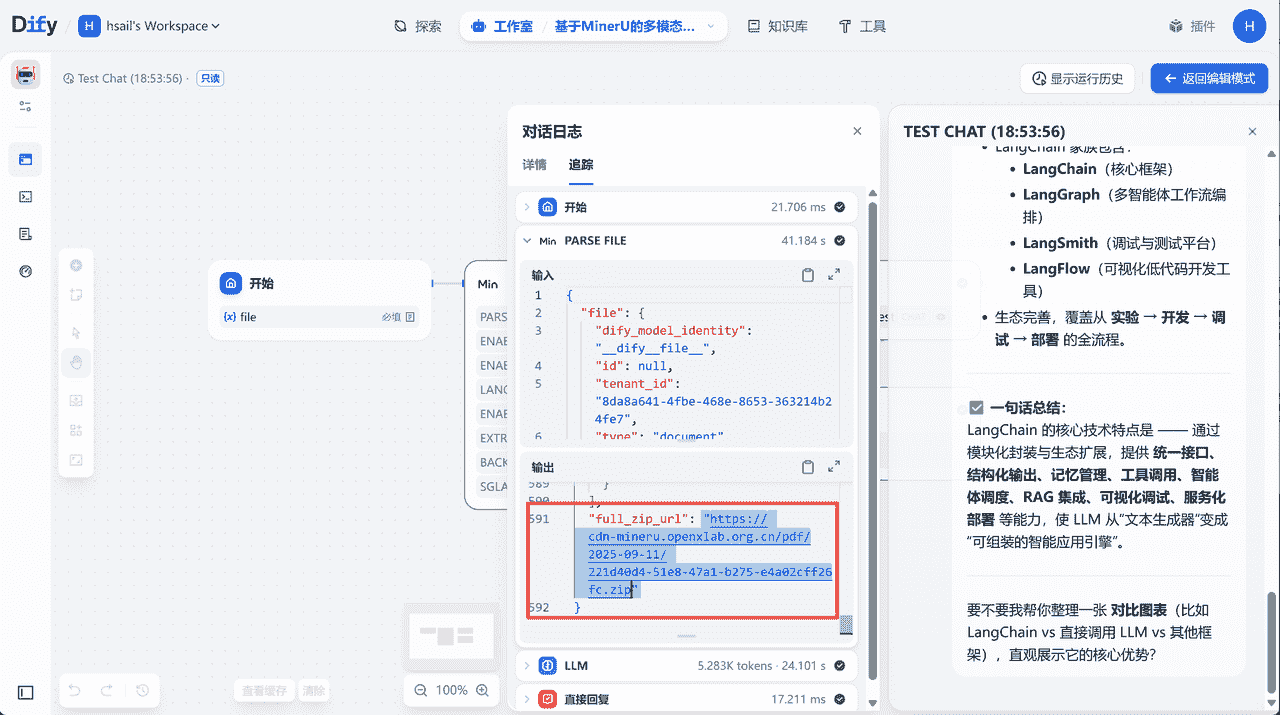 Dify
H hsail's Workspace
探索
工作室
基于MinerU的多模态...
知识库
工具
插件
H
Test Chat (18:53:56) ·
只读
显示运行历史
返回编辑模式
开始
{x} file
必填
Min
PARS
ENAB
ENAB
LANG
ENAB
EXTR
BACK
SGLA
查看缓存
清除
100%
对话日志
详情
追踪
开始
21.706 ms
Min PARSE FILE
41.184 s
输入
1 {
2 "file": {
3 "dify_model_identity":
"__dify__file__",
4 "id": null,
5 "tenant_id":
"8da8a641-4fbe-468e-8653-363214b2
4fe7",
6 "type": "document"
输出
589 }
590 ],
591 "full_zip_url": "https://
cdn-mineru.openxlab.org.cn/pdf/
2025-09-11/
221d40d4-51e8-47a1-b275-e4a02cff26
fc.zip"
592 }
LLM
5.283K tokens · 24.101 s
直接回复
17.211 ms
TEST CHAT (18:53:56)
LangChain 家族包含：
LangChain（核心框架）
LangGraph（多智能体工作流编
排）
LangSmith（调试与测试平台）
LangFlow（可视化低代码开发工
具）
生态完善，覆盖从 实验 → 开发 → 调
试 → 部署 的全流程。
一句话总结：
LangChain 的核心技术特点是 —— 通过
模块化封装与生态扩展，提供 统一接口、
结构化输出、记忆管理、工具调用、智能
体调度、RAG 集成、可视化调试、服务化
部署 等能力，使 LLM 从“文本生成器”变成
“可组装的智能应用引擎”。
要不要我帮你整理一张 对比图表（比如
LangChain vs 直接调用 LLM vs 其他框
架），直观展示它的核心优势？